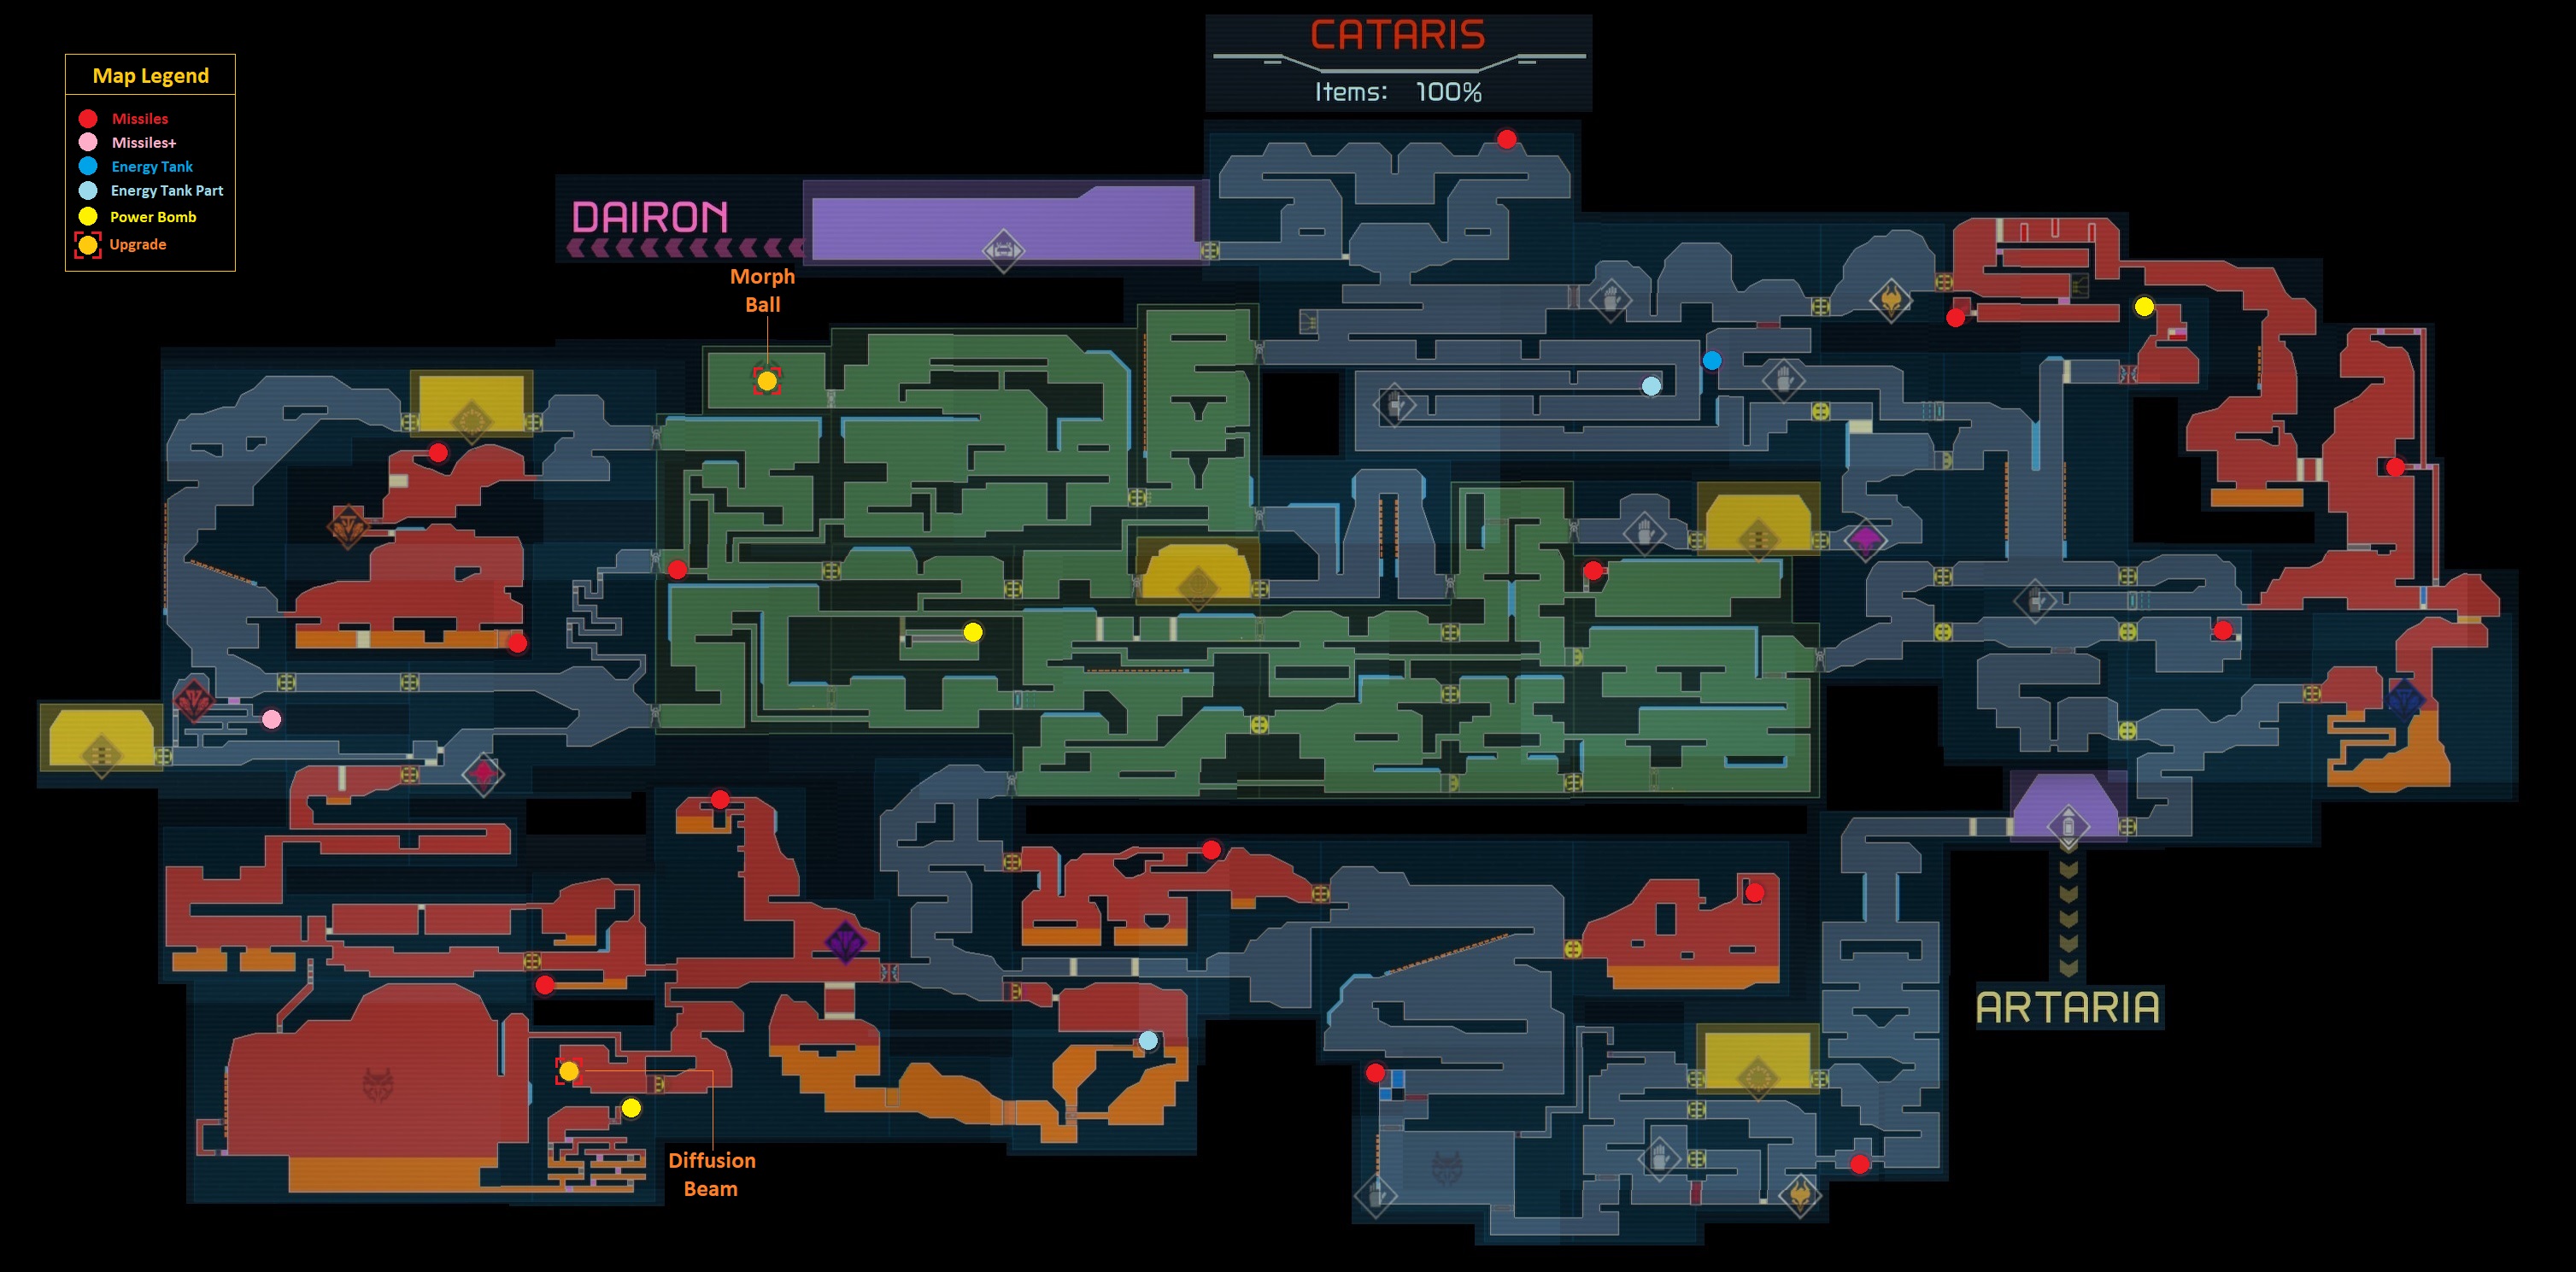 CATARIS
Items: 100%
Map Legend
Missiles
Missiles+
Energy Tank
Energy Tank Part
Power Bomb
Upgrade
DAIRON
Morph
Ball
ARTARIA
Diffusion
Beam